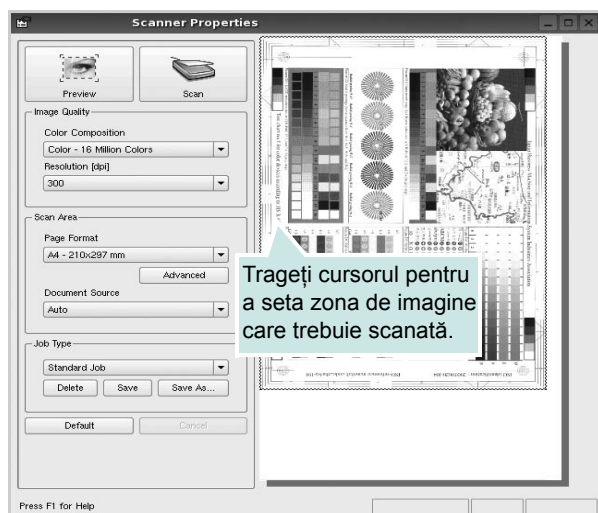 Scanner Properties
Preview
Scan
Image Quality
Color Composition
Color - 16 Million Colors
Resolution [dpi]
300
Scan Area
Page Format
A4 - 210x297 mm
Advanced
Document Source
Auto
Job Type
Standard Job
Delete
Save
Save As...
Default
Cancel
Trageți cursorul pentru
a seta zona de imagine
care trebuie scanată.
Press F1 for Help